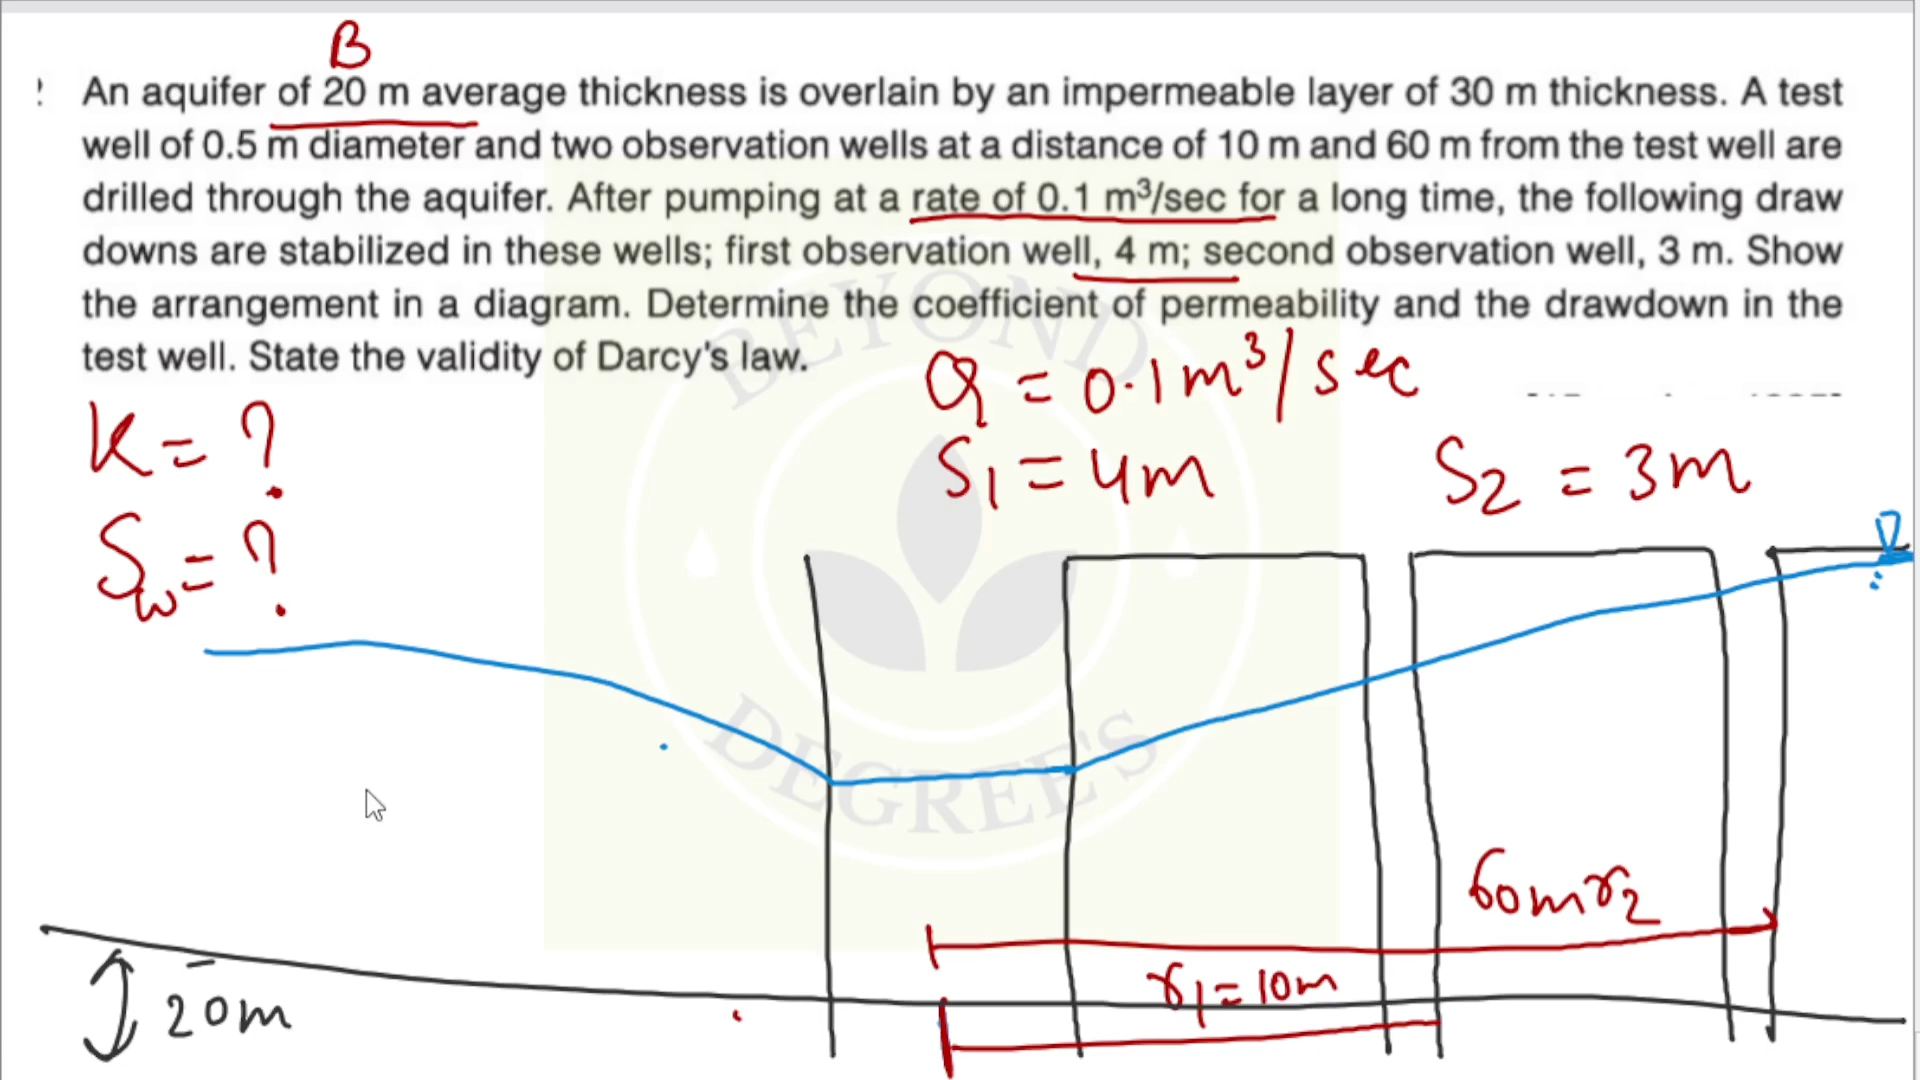 B
An aquifer of 20 m average thickness is overlain by an impermeable layer of 30 m thickness. A test
well of 0.5 m diameter and two observation wells at a distance of 10 m and 60 m from the test well are
drilled through the aquifer. After pumping at a rate of 0.1 m³/sec for a long time, the following draw
downs are stabilized in these wells; first observation well, 4 m; second observation well, 3 m. Show
the arrangement in a diagram. Determine the coefficient of permeability and the drawdown in the
test well. State the validity of Darcy's law.
Q = 0.1 m³/sec
K = ?
S₁ = 4m
S₂ = 3m
Sw = ?
BEYOND
DEGREE'S
60m r₂
r₁ = 10m
20m